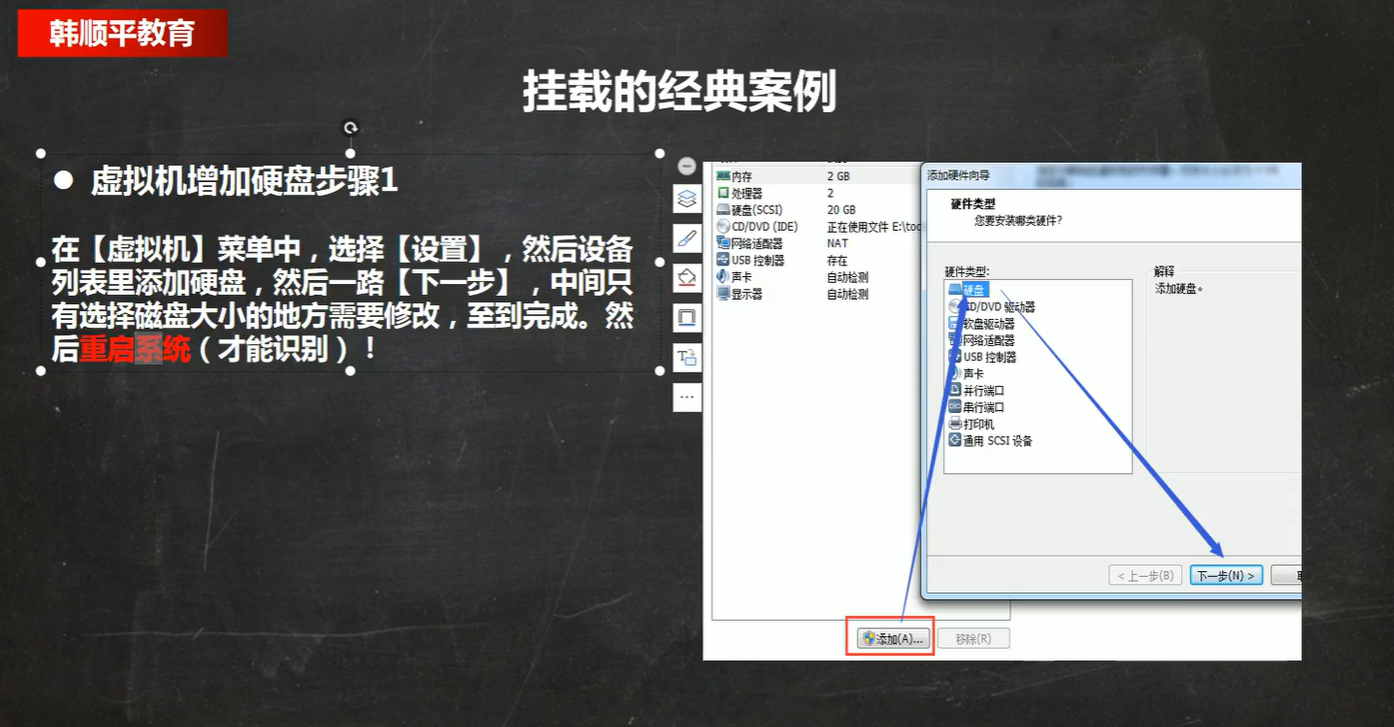 韩顺平教育
挂载的经典案例
● 虚拟机增加硬盘步骤1
在【虚拟机】菜单中，选择【设置】，然后设备
列表里添加硬盘，然后一路【下一步】，中间只
有选择磁盘大小的地方需要修改，至到完成。然
后重启系统（才能识别）！
内存 2 GB
处理器 2
硬盘(SCSI) 20 GB
CD/DVD (IDE) 正在使用文件 E:\too
网络适配器 NAT
USB 控制器 存在
声卡 自动检测
显示器 自动检测
添加(A)...
移除(R)
添加硬件向导
硬件类型
您要安装哪类硬件?
硬件类型:
硬盘
CD/DVD 驱动器
软盘驱动器
网络适配器
USB 控制器
声卡
并行端口
串行端口
打印机
通用 SCSI 设备
解释
添加硬盘。
< 上一步(B)
下一步(N) >